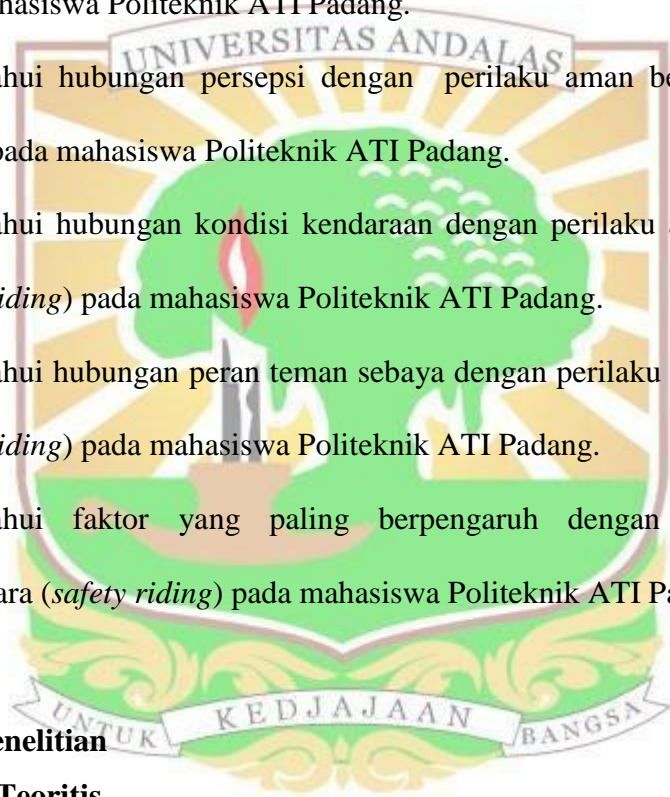 hasiswa Politeknik ATI Padang.
UNIVERSITAS ANDALAS
ahui hubungan persepsi dengan perilaku aman be
pada mahasiswa Politeknik ATI Padang.
ahui hubungan kondisi kendaraan dengan perilaku
iding) pada mahasiswa Politeknik ATI Padang.
ahui hubungan peran teman sebaya dengan perilaku
iding) pada mahasiswa Politeknik ATI Padang.
ahui faktor yang paling berpengaruh dengan
ara (safety riding) pada mahasiswa Politeknik ATI Pa
UNTUK KEDJAJAAN BANGSA
enelitian
Teoritis